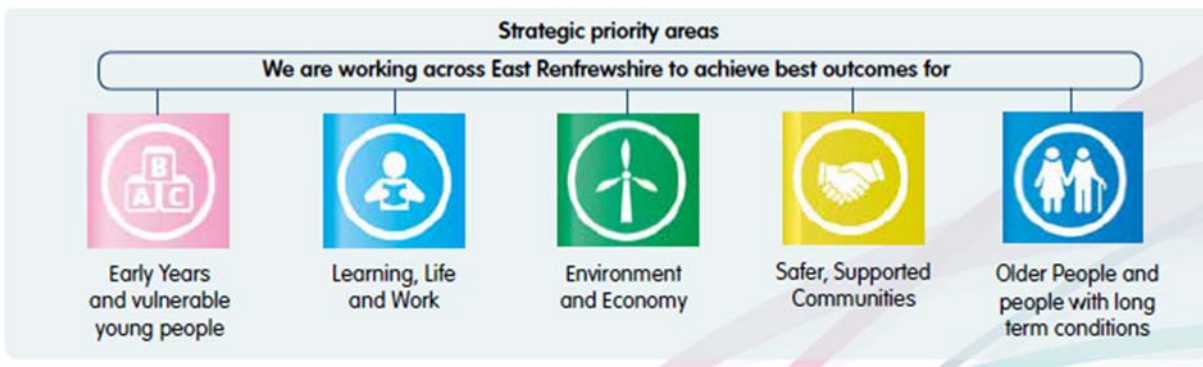 Strategic priority areas
We are working across East Renfrewshire to achieve best outcomes for
B
A C
Early Years
and vulnerable
young people
Learning, Life
and Work
Environment
and Economy
Safer, Supported
Communities
Older People and
people with long
term conditions